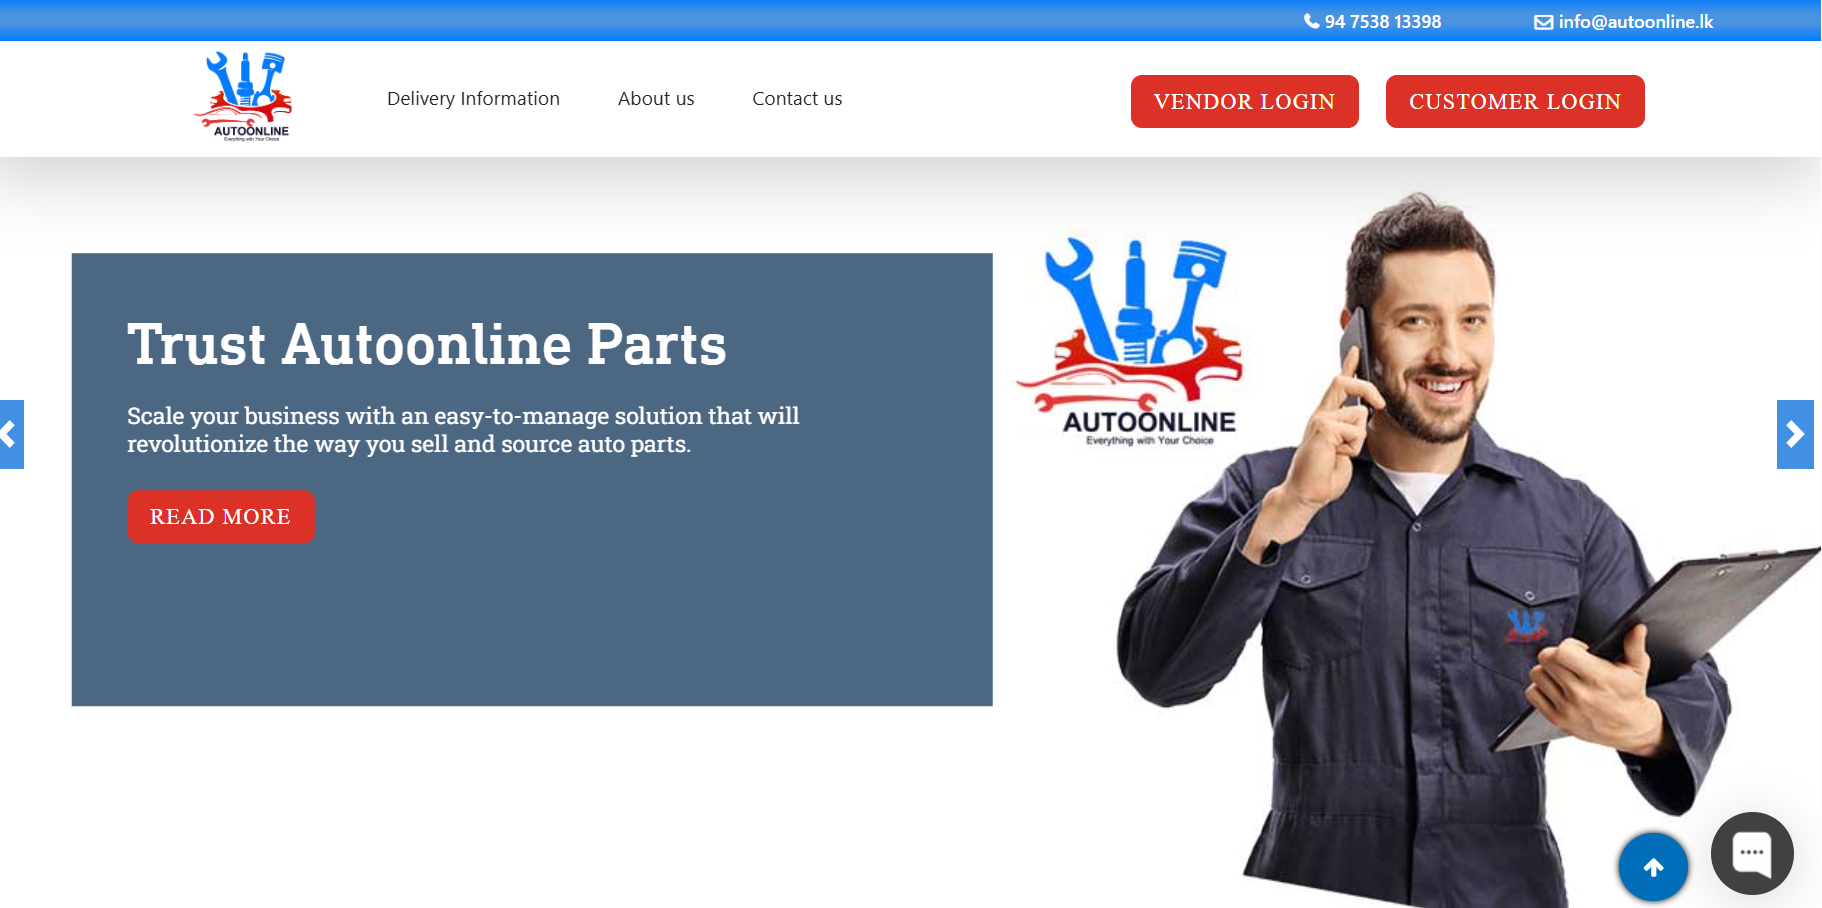 94 7538 13398
info@autoonline.lk
AUTOONLINE
Everything with Your Choice
Delivery Information
About us
Contact us
VENDOR LOGIN
CUSTOMER LOGIN
Trust Autoonline Parts
Scale your business with an easy-to-manage solution that will
revolutionize the way you sell and source auto parts.
READ MORE
AUTOONLINE
Everything with Your Choice